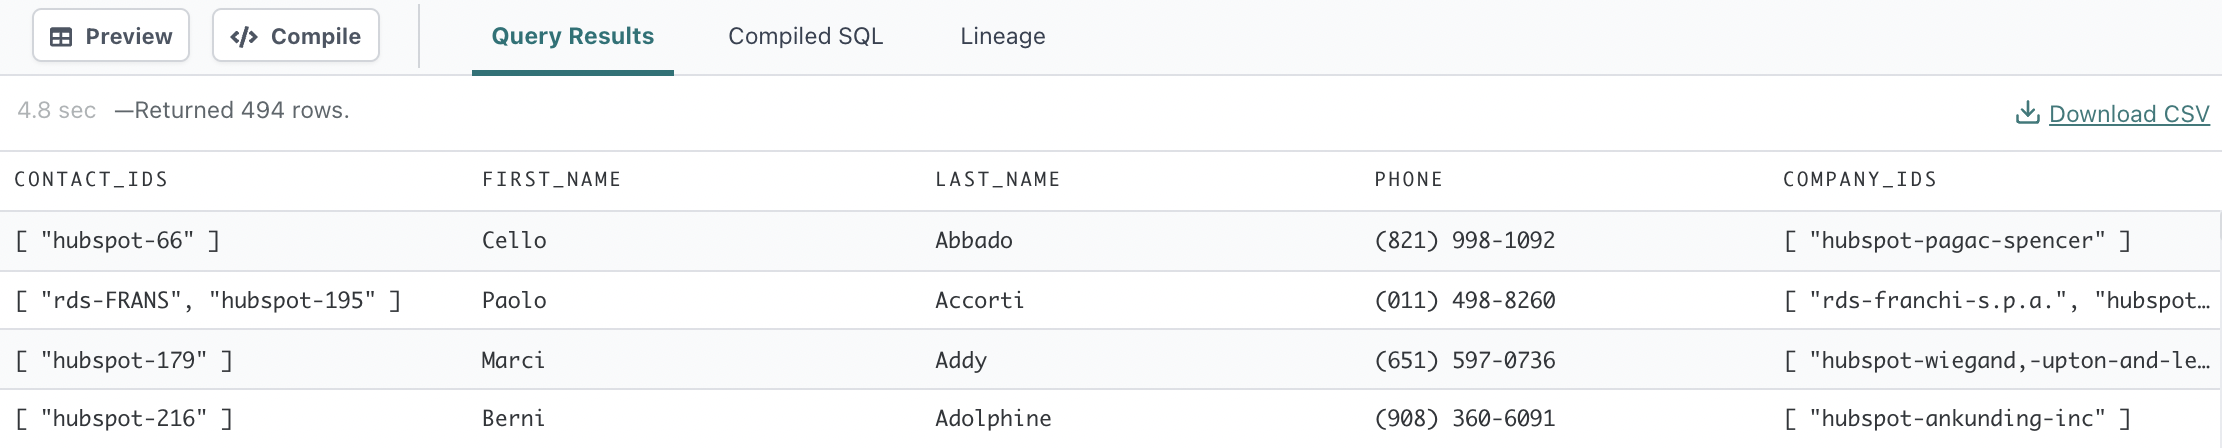 Preview </> Compile Query Results Compiled SQL Lineage
4.8 sec —Returned 494 rows. Download CSV
CONTACT_IDS FIRST_NAME LAST_NAME PHONE COMPANY_IDS
[ "hubspot-66" ] Cello Abbado (821) 998-1092 [ "hubspot-pagac-spencer" ]
[ "rds-FRANS", "hubspot-195" ] Paolo Accorti (011) 498-8260 [ "rds-franchi-s.p.a.", "hubspot…
[ "hubspot-179" ] Marci Addy (651) 597-0736 [ "hubspot-wiegand,-upton-and-le…
[ "hubspot-216" ] Berni Adolphine (908) 360-6091 [ "hubspot-ankunding-inc" ]